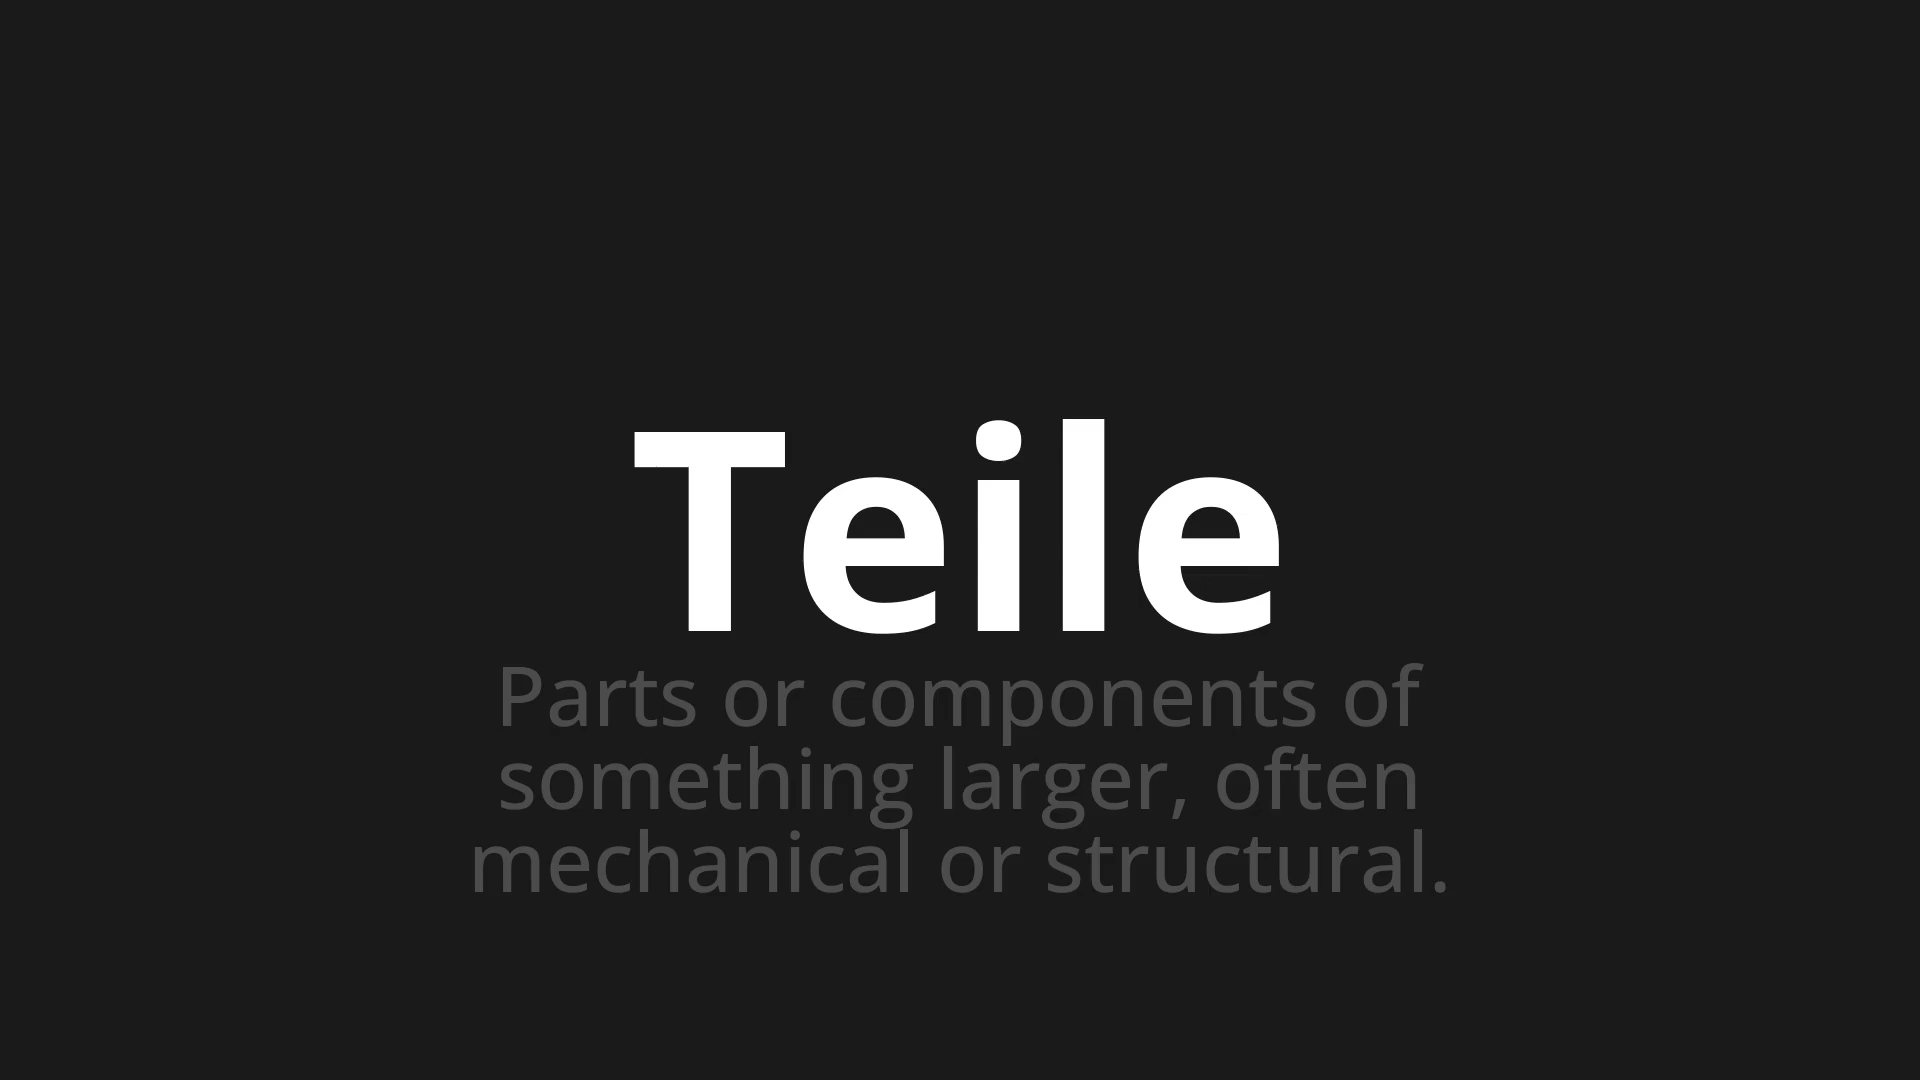 Teile
Parts or components of
something larger, often
mechanical or structural.